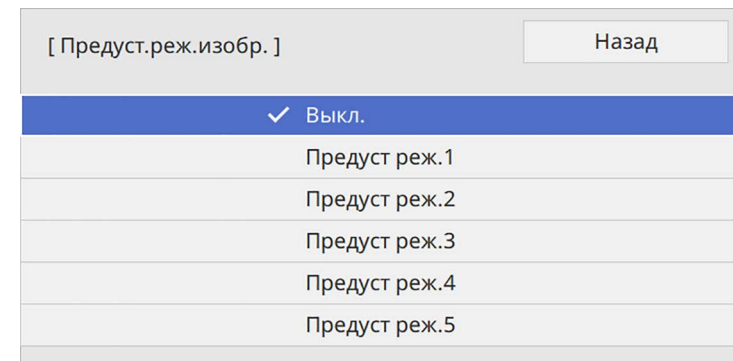 [ Предуст.реж.изобр. ]
Назад
Выкл.
Предуст реж.1
Предуст реж.2
Предуст реж.3
Предуст реж.4
Предуст реж.5